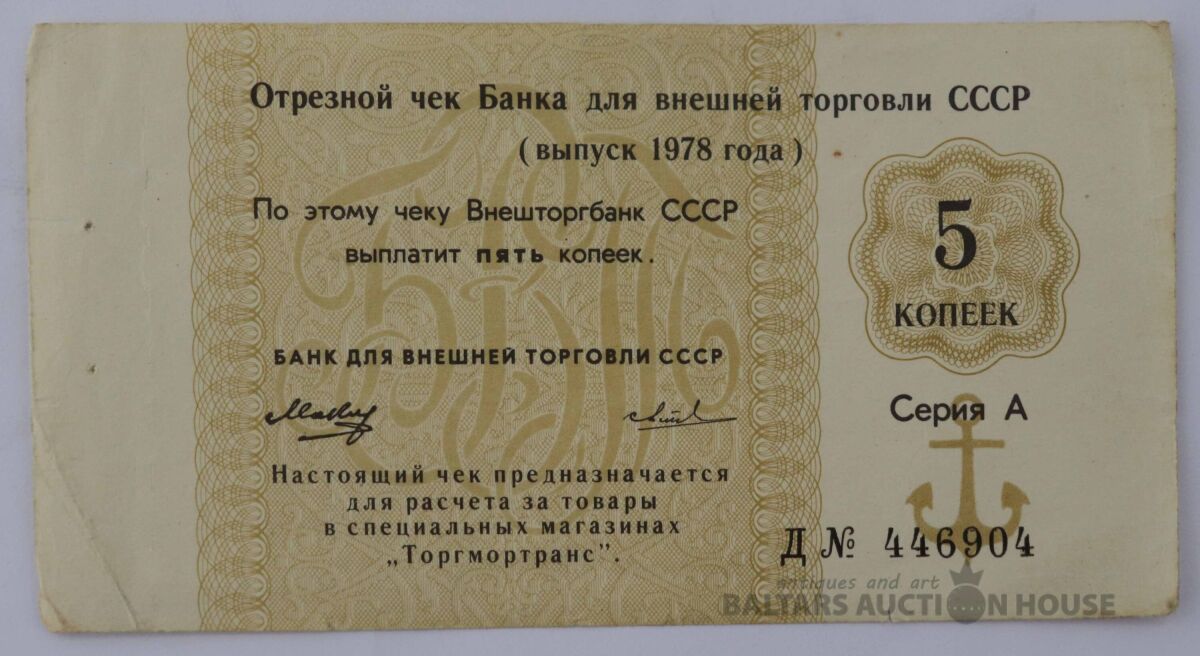 Отрезной чек Банка для внешней торговли СССР
(выпуск 1978 года)
По этому чеку Внешторгбанк СССР
выплатит пять копеек.
5
КОПЕЕК
БАНК ДЛЯ ВНЕШНЕЙ ТОРГОВЛИ СССР
Серия А
Настоящий чек предназначается
для расчета за товары
в специальных магазинах
„Торгмортранс".
Д № 446904
antiques and art
BALTARS AUCTION HOUSE